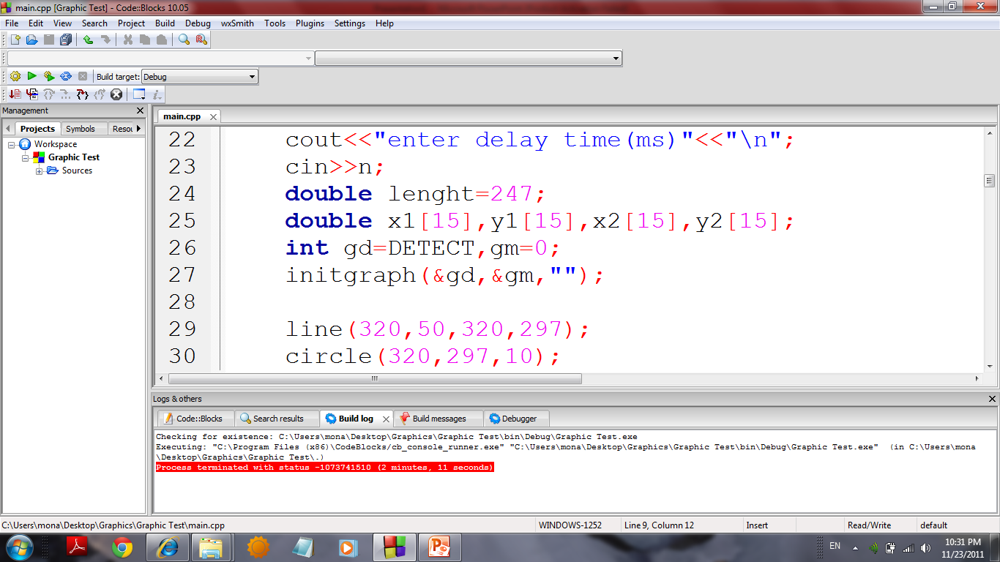 main.cpp [Graphic Test] - Code::Blocks 10.05
File Edit View Search Project Build Debug wxSmith Tools Plugins Settings Help
Build target: Debug
Management
Projects Symbols Resou
Workspace
Graphic Test
Sources
main.cpp
22 cout<<"enter delay time(ms)"<<"\n";
23 cin>>n;
24 double lenght=247;
25 double x1[15],y1[15],x2[15],y2[15];
26 int gd=DETECT,gm=0;
27 initgraph(&gd,&gm,"");
28
29 line(320,50,320,297);
30 circle(320,297,10);
Logs & others
Code::Blocks Search results Build log Build messages Debugger
Checking for existence: C:\Users\mona\Desktop\Graphics\Graphic Test\bin\Debug\Graphic Test.exe
Executing: "C:\Program Files (x86)\CodeBlocks/cb_console_runner.exe" "C:\Users\mona\Desktop\Graphics\Graphic Test\bin\Debug\Graphic Test.exe"  (in C:\Users\mona
\Desktop\Graphics\Graphic Test\.)
Process terminated with status -1073741510 (2 minutes, 11 seconds)
C:\Users\mona\Desktop\Graphics\Graphic Test\main.cpp WINDOWS-1252 Line 9, Column 12 Insert Read/Write default
EN 10:31 PM
11/23/2011